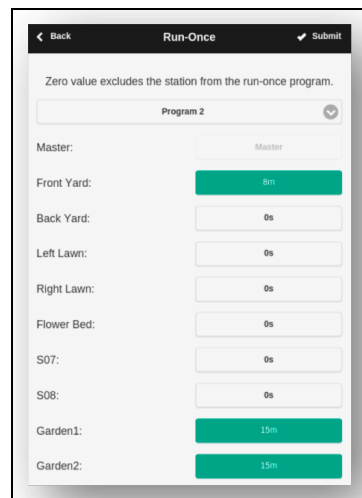 Back Run-Once Submit
Zero value excludes the station from the run-once program.
Program 2
Master: Master
Front Yard: 8m
Back Yard: 0s
Left Lawn: 0s
Right Lawn: 0s
Flower Bed: 0s
S07: 0s
S08: 0s
Garden1: 15m
Garden2: 15m